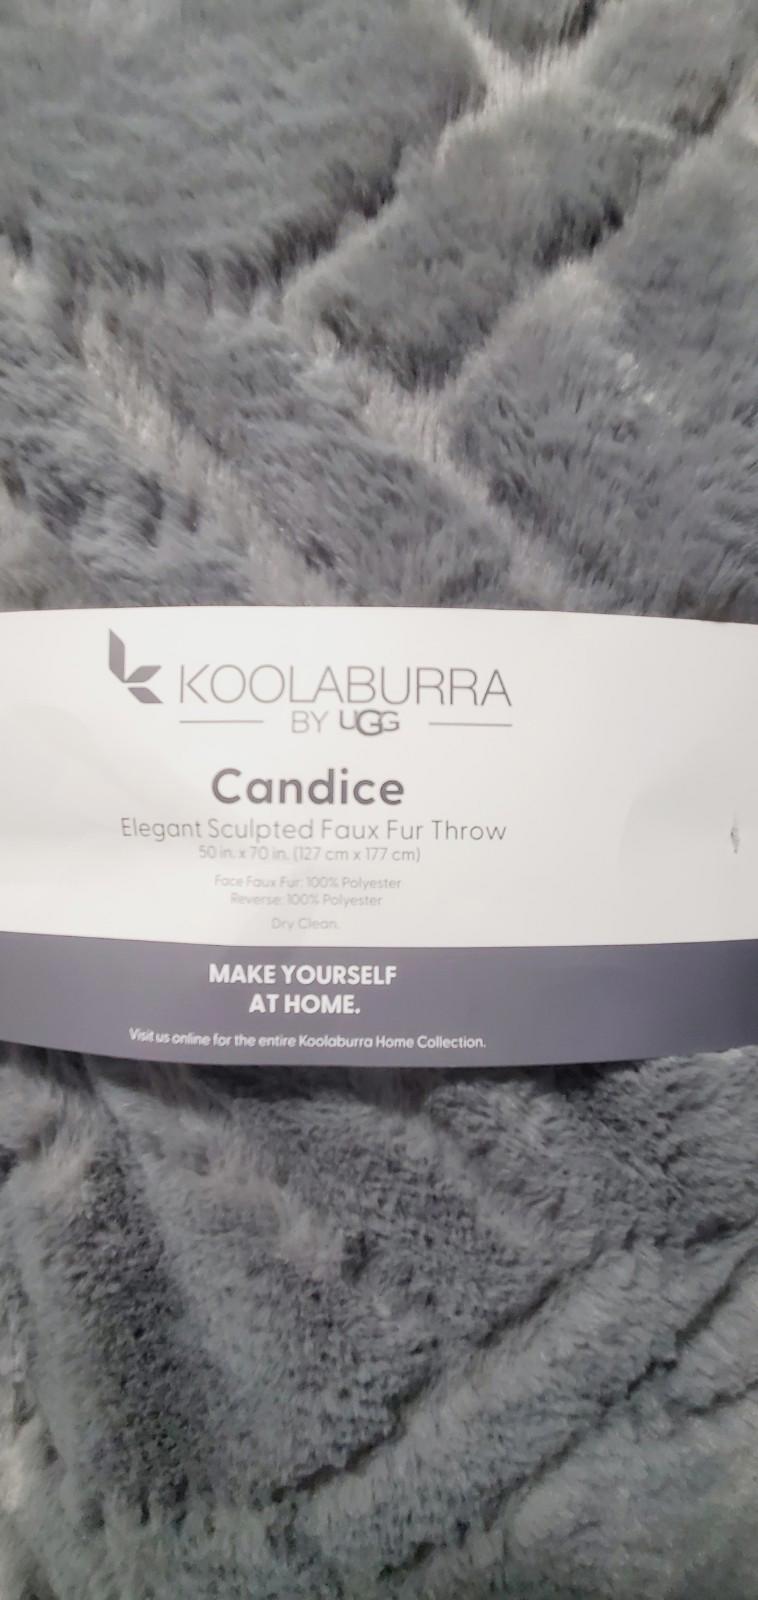 KOOLABURRA
BY UGG
Candice
Elegant Sculpted Faux Fur Throw
50 in. x 70 in. (127 cm x 177 cm)
Face Faux Fur: 100% Polyester
Reverse: 100% Polyester
Dry Clean.
MAKE YOURSELF
AT HOME.
Visit us online for the entire Koolaburra Home Collection.